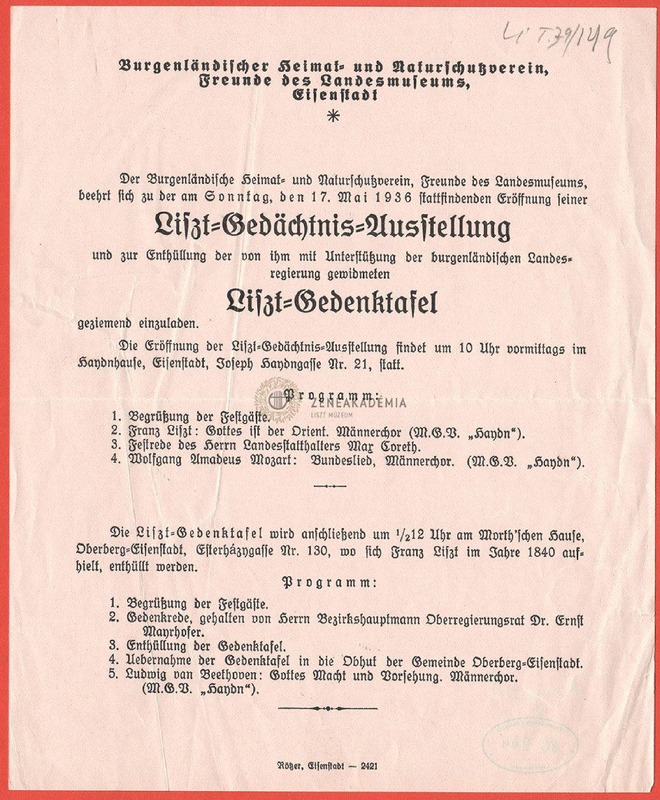 Li T. 79/149
Burgenländischer Heimat- und Naturschutzverein,
Freunde des Landesmuseums,
Eisenstadt
*
Der Burgenländische Heimat- und Naturschutzverein, Freunde des Landesmuseums,
beehrt sich zu der am Sonntag, den 17. Mai 1936 stattfindenden Eröffnung seiner
Liszt-Gedächtnis-Ausstellung
und zur Enthüllung der von ihm mit Unterstützung der burgenländischen Landes-
regierung gewidmeten
Liszt-Gedenktafel
geziemend einzuladen.
Die Eröffnung der Liszt-Gedächtnis-Ausstellung findet um 10 Uhr vormittags im
Haydnhause, Eisenstadt, Joseph Haydngasse Nr. 21, statt.
Programm:
ZENEAKADÉMIA
LISZT MÚZEUM
1. Begrüßung der Festgäste.
2. Franz Liszt: Gottes ist der Orient. Männerchor (M.G.V. „Haydn“).
3. Festrede des Herrn Landesstatthalters Max Coreth.
4. Wolfgang Amadeus Mozart: Bundeslied, Männerchor. (M.G.V. „Haydn“).
Die Liszt-Gedenktafel wird anschließend um 1/2 12 Uhr am Morth'schen Hause,
Oberberg-Eisenstadt, Esterházygasse Nr. 130, wo sich Franz Liszt im Jahre 1840 auf-
hielt, enthüllt werden.
Programm:
1. Begrüßung der Festgäste.
2. Gedenkrede, gehalten von Herrn Bezirkshauptmann Oberregierungsrat Dr. Ernst
Mayrhofer.
3. Enthüllung der Gedenktafel.
4. Uebernahme der Gedenktafel in die Obhut der Gemeinde Oberberg-Eisenstadt.
5. Ludwig van Beethoven: Gottes Macht und Vorsehung. Männerchor.
(M.G.V. „Haydn“).
Rötzer, Eisenstadt — 2421